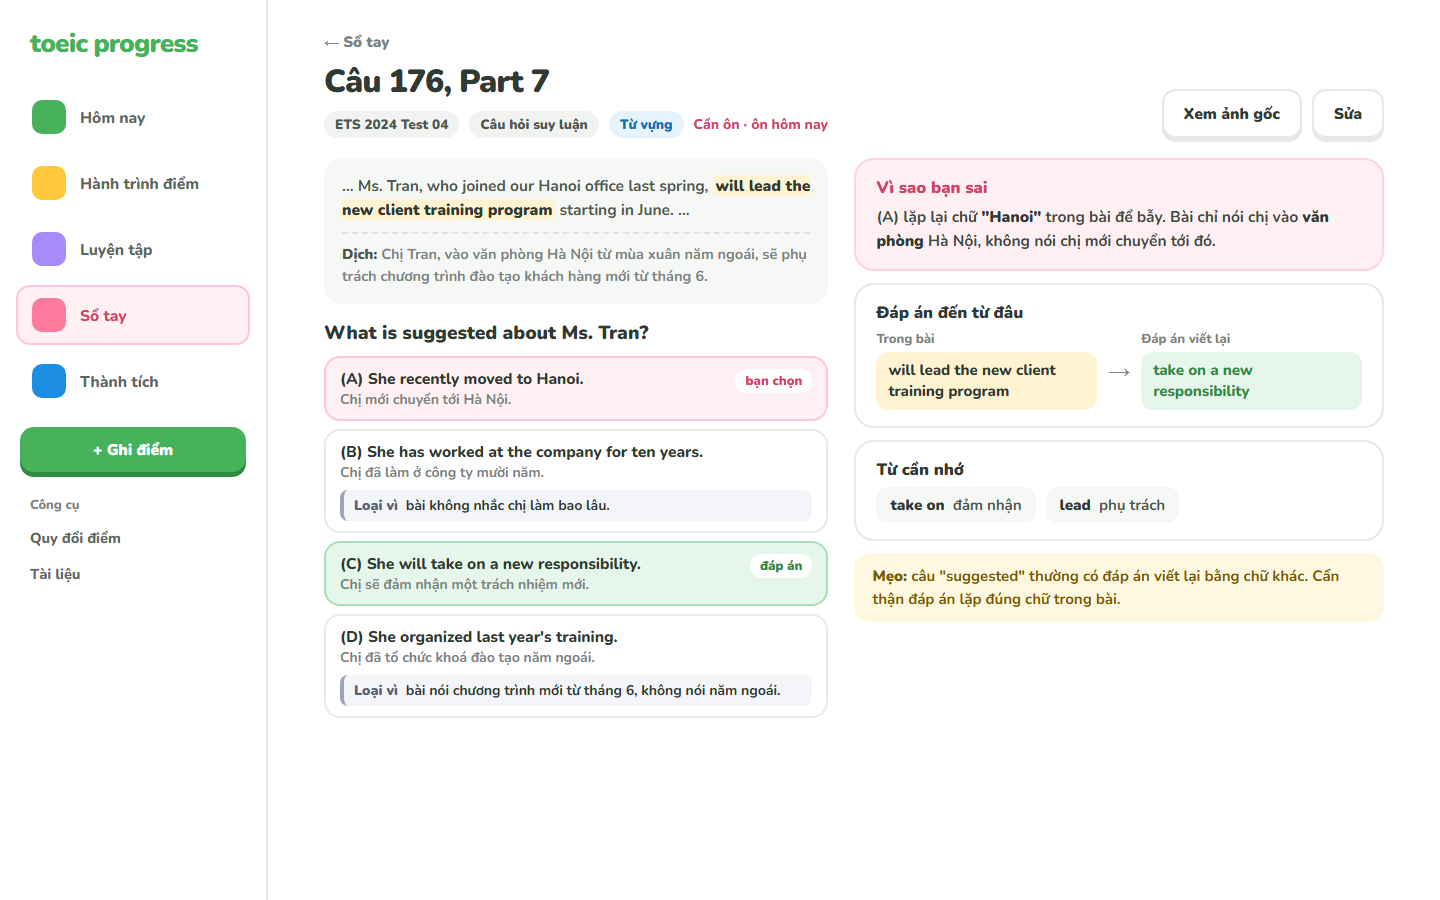 toeic progress
Hôm nay
Hành trình điểm
Luyện tập
Sổ tay
Thành tích
+ Ghi điểm
Công cụ
Quy đổi điểm
Tài liệu
← Sổ tay
Câu 176, Part 7
ETS 2024 Test 04
Câu hỏi suy luận
Từ vựng
Cần ôn · ôn hôm nay
Xem ảnh gốc
Sửa
... Ms. Tran, who joined our Hanoi office last spring, will lead the
new client training program starting in June. ...
Dịch: Chị Tran, vào văn phòng Hà Nội từ mùa xuân năm ngoái, sẽ phụ
trách chương trình đào tạo khách hàng mới từ tháng 6.
What is suggested about Ms. Tran?
(A) She recently moved to Hanoi.
bạn chọn
Chị mới chuyển tới Hà Nội.
(B) She has worked at the company for ten years.
Chị đã làm ở công ty mười năm.
Loại vì bài không nhắc chị làm bao lâu.
(C) She will take on a new responsibility.
đáp án
Chị sẽ đảm nhận một trách nhiệm mới.
(D) She organized last year's training.
Chị đã tổ chức khoá đào tạo năm ngoái.
Loại vì bài nói chương trình mới từ tháng 6, không nói năm ngoái.
Vì sao bạn sai
(A) lặp lại chữ "Hanoi" trong bài để bẫy. Bài chỉ nói chị vào văn
phòng Hà Nội, không nói chị mới chuyển tới đó.
Đáp án đến từ đâu
Trong bài
Đáp án viết lại
will lead the new client
training program
→
take on a new
responsibility
Từ cần nhớ
take on đảm nhận
lead phụ trách
Mẹo: câu "suggested" thường có đáp án viết lại bằng chữ khác. Cẩn
thận đáp án lặp đúng chữ trong bài.